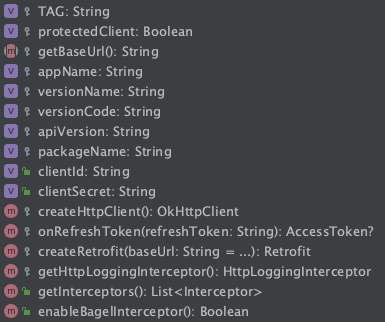 TAG: String
protectedClient: Boolean
getBaseUrl(): String
appName: String
versionName: String
versionCode: String
apiVersion: String
packageName: String
clientId: String
clientSecret: String
createHttpClient(): OkHttpClient
onRefreshToken(refreshToken: String): AccessToken?
createRetrofit(baseUrl: String = ...): Retrofit
getHttpLoggingInterceptor(): HttpLoggingInterceptor
getInterceptors(): List<Interceptor>
enableBagelInterceptor(): Boolean